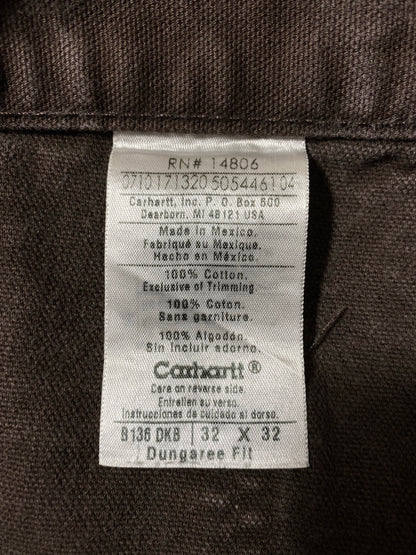 RN# 14806
0710171320 505446104
Carhartt, Inc. P. O. Box 600
Dearborn, MI 48121 USA
Made in Mexico.
Fabriqué au Mexique.
Hecho en México.
100% Cotton.
Exclusive of Trimming.
100% Coton.
Sans garniture.
100% Algodón.
Sin incluir adorno.
Carhartt®
Care on reverse side.
Entretien au verso.
Instrucciones de cuidado al dorso.
B136 DKB 32 X 32
Dungaree Fit